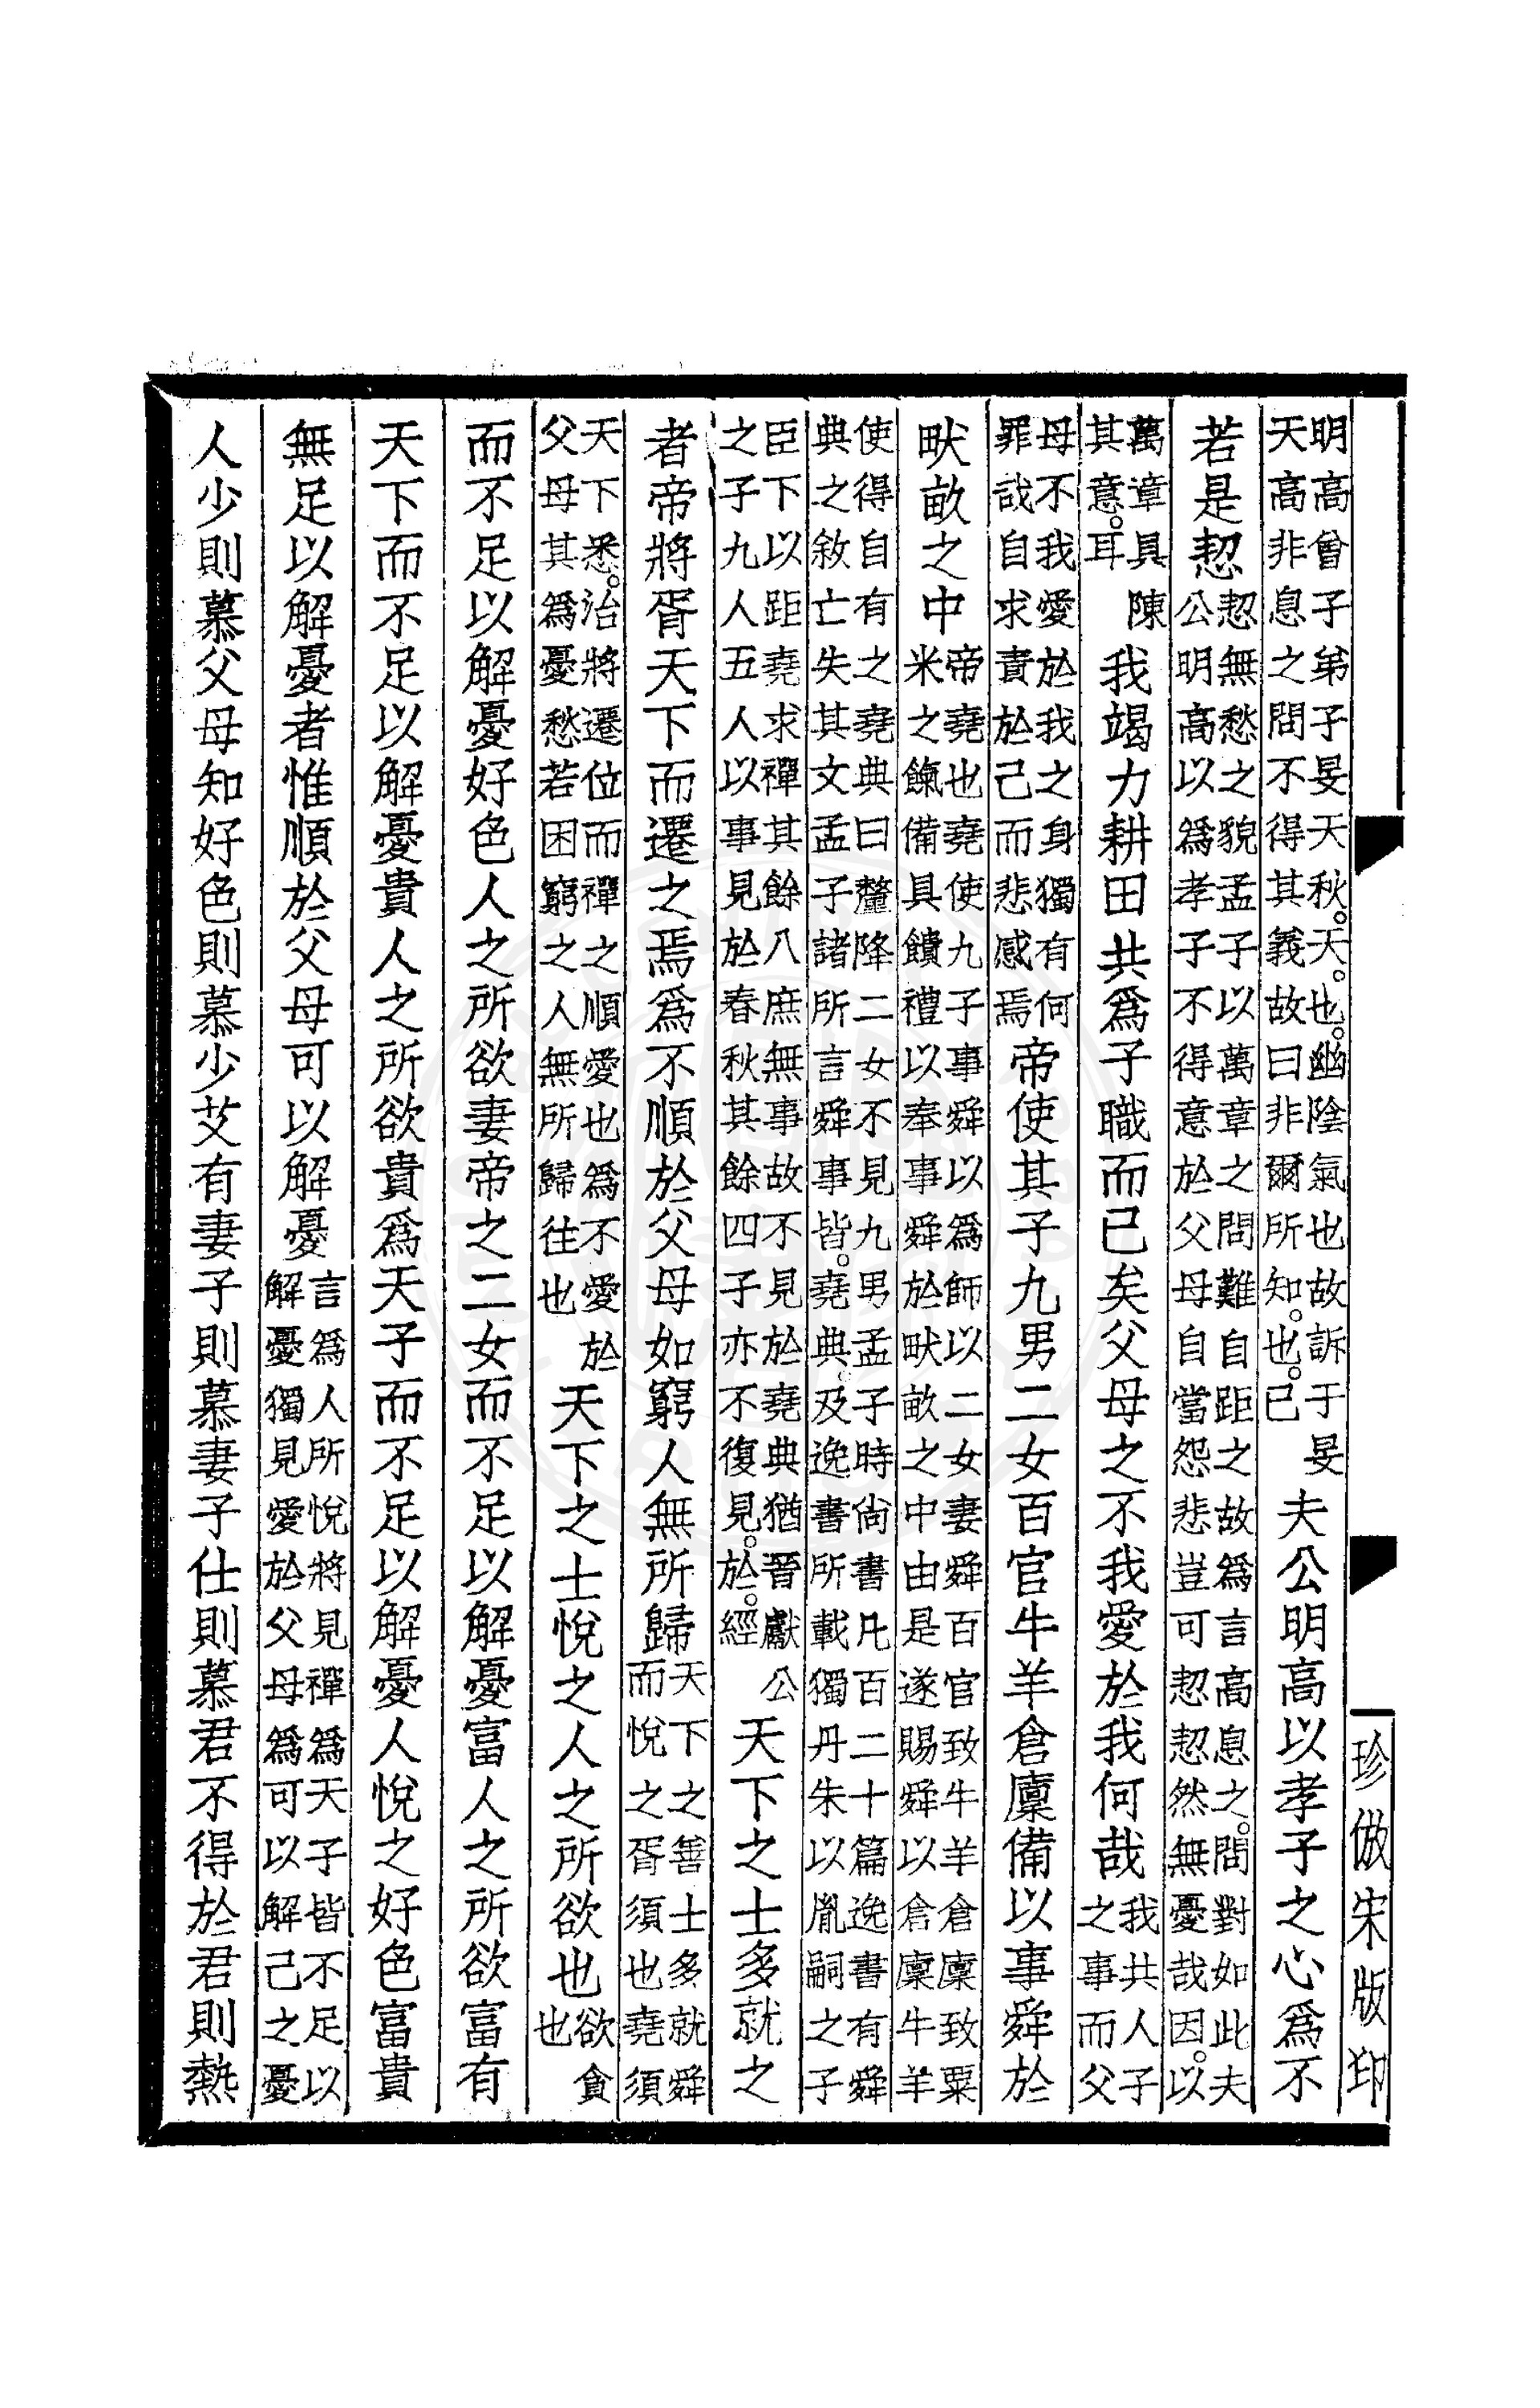 珍倣宋版印
明高曾子弟子旻天秋。天。也。幽陰氣也故訴于旻天高非息之問不得其義故曰非爾所知。也。已夫公明高以孝子之心爲不
若是恝恝無愁之貌孟子以萬章之問難自距之故爲言高息之。問對如此夫公明高以爲孝子不得意於父母自當怨悲豈可恝恝然無憂哉因。以
萬章具陳其意。耳我竭力耕田共爲子職而已矣父母之不我愛於我何哉我共人子之事而父
母不我愛於我之身獨有何罪哉自求責於己而悲感焉帝使其子九男二女百官牛羊倉廩備以事舜於
畎畝之中帝堯也堯使九子事舜以爲師以二女妻舜百官致牛羊倉廩致粟米之餼備具饋禮以奉事舜於畎畝之中由是遂賜舜以倉廩牛羊
使得自有之堯典曰釐降二女不見九男孟子時尚書凡百二十篇逸書有舜典之敘亡失其文孟子諸所言舜事皆。堯典。及逸書所載獨丹朱以胤嗣之子
臣下以距堯求禪其餘八庶無事故不見於堯典猶晉獻公之子九人五人以事見於春秋其餘四子亦不復見。於。經天下之士多就之
者帝將胥天下而遷之焉爲不順於父母如窮人無所歸天下之善士多就舜而悅之胥須也堯須
天下悉。治將遷位而禪之順愛也爲不愛於父母其爲憂愁若困窮之人無所歸往也天下之士悅之人之所欲也欲貪也
而不足以解憂好色人之所欲妻帝之二女而不足以解憂富人之所欲富有
天下而不足以解憂貴人之所欲貴爲天子而不足以解憂人悅之好色富貴
無足以解憂者惟順於父母可以解憂言爲人所悅將見禪爲天子皆不足以解憂獨見愛於父母爲可以解己之憂
人少則慕父母知好色則慕少艾有妻子則慕妻子仕則慕君不得於君則熱